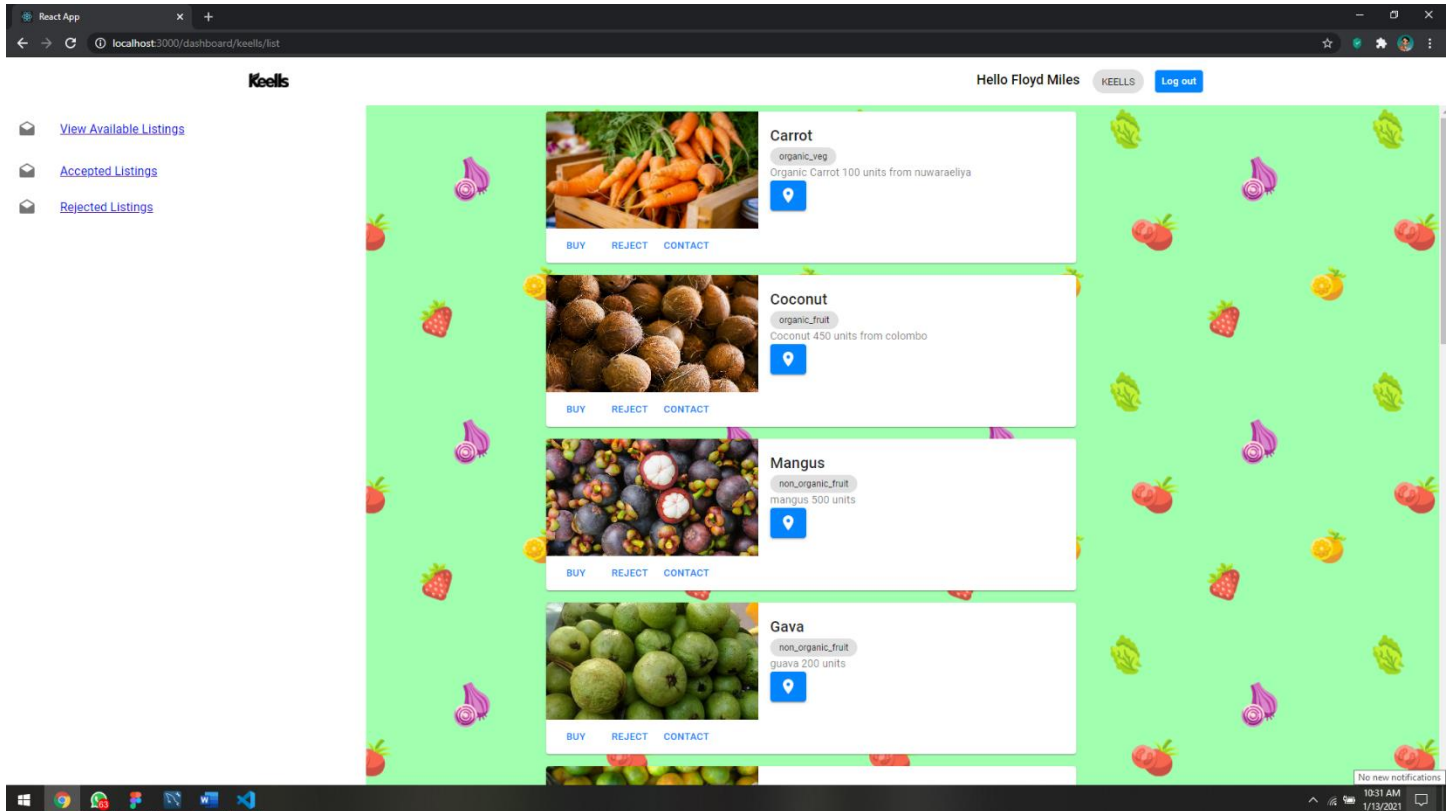 React App
localhost:3000/dashboard/keells/list
Keells
Hello Floyd Miles
KEELLS
Log out
View Available Listings
Accepted Listings
Rejected Listings
Carrot
organic_veg
Organic Carrot 100 units from nuwaraeliya
BUY REJECT CONTACT
Coconut
organic_fruit
Coconut 450 units from colombo
BUY REJECT CONTACT
Mangus
non_organic_fruit
mangus 500 units
BUY REJECT CONTACT
Gava
non_organic_fruit
guava 200 units
BUY REJECT CONTACT
No new notifications
63
10:31 AM
1/13/2021